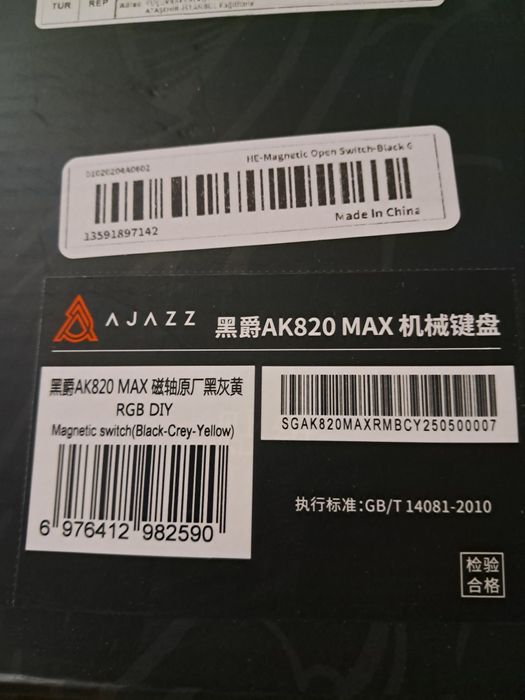 TUR REP
ATAŞEHİR-İSTANBUL Kağıthane
HE-Magnetic Open Switch-Black G
13591897142
Made In China
AJAZZ 黑爵AK820 MAX 机械键盘
黑爵AK820 MAX 磁轴原厂黑灰黄
RGB DIY
Magnetic switch(Black-Crey-Yellow)
6 976412 982590
SGAK820MAXRMBCY250500007
执行标准:GB/T 14081-2010
检验
合格